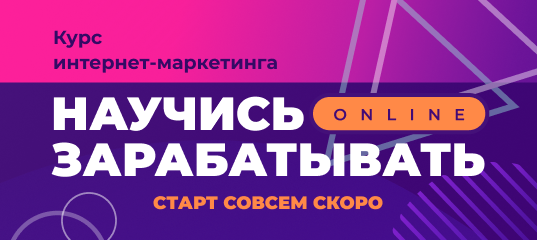 Курс
интернет-маркетинга
НАУЧИСЬ ONLINE
ЗАРАБАТЫВАТЬ
СТАРТ СОВСЕМ СКОРО